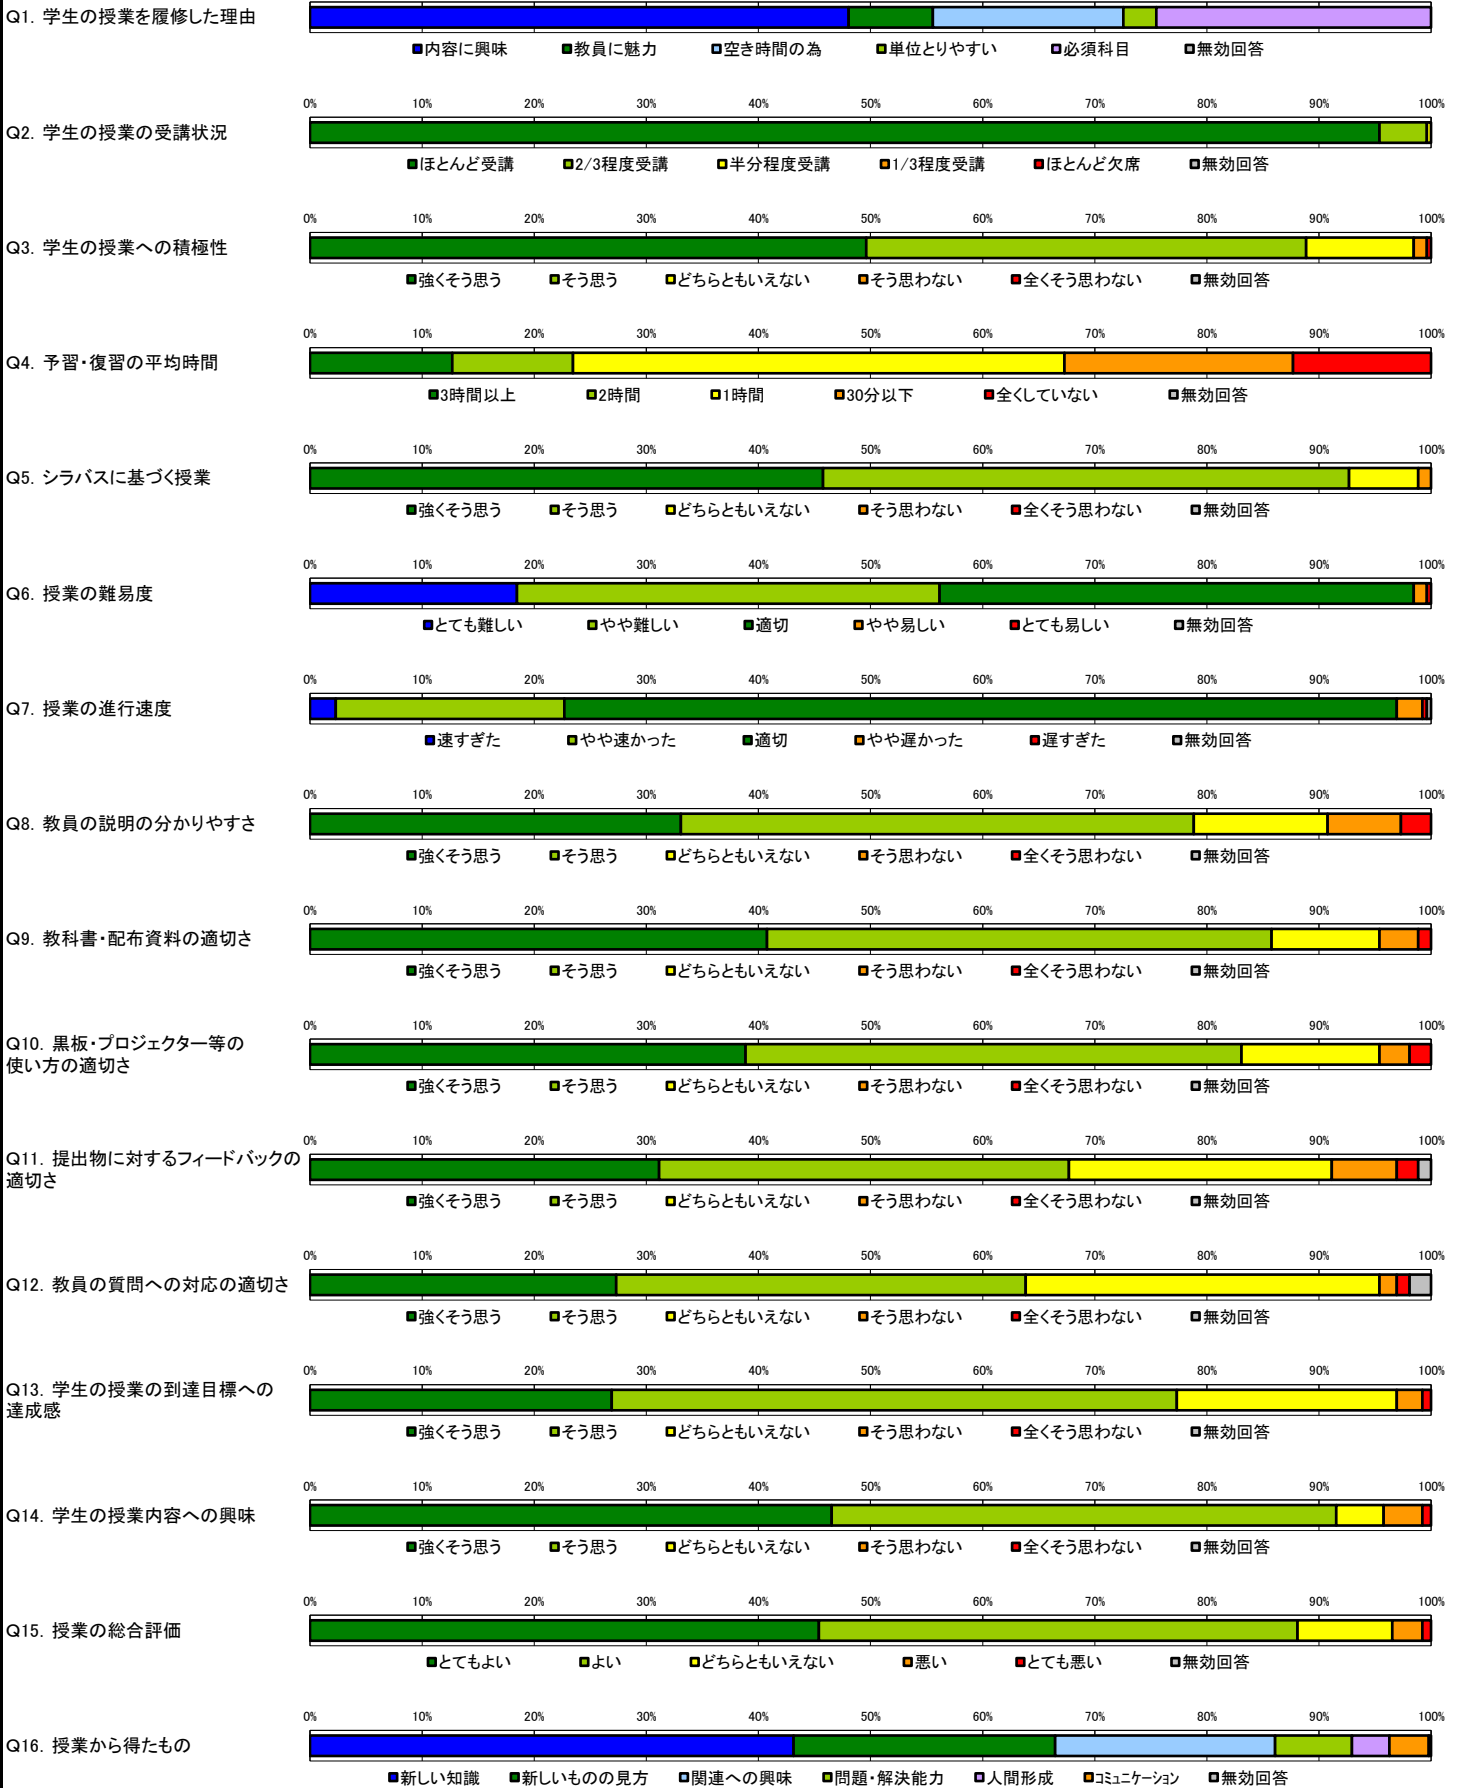 Q1. 学生の授業を履修した理由
内容に興味 教員に魅力 空き時間の為 単位とりやすい 必須科目 無効回答
0% 10% 20% 30% 40% 50% 60% 70% 80% 90% 100%
Q2. 学生の授業の受講状況
ほとんど受講 2/3程度受講 半分程度受講 1/3程度受講 ほとんど欠席 無効回答
0% 10% 20% 30% 40% 50% 60% 70% 80% 90% 100%
Q3. 学生の授業への積極性
強くそう思う そう思う どちらともいえない そう思わない 全くそう思わない 無効回答
0% 10% 20% 30% 40% 50% 60% 70% 80% 90% 100%
Q4. 予習・復習の平均時間
3時間以上 2時間 1時間 30分以下 全くしていない 無効回答
0% 10% 20% 30% 40% 50% 60% 70% 80% 90% 100%
Q5. シラバスに基づく授業
強くそう思う そう思う どちらともいえない そう思わない 全くそう思わない 無効回答
0% 10% 20% 30% 40% 50% 60% 70% 80% 90% 100%
Q6. 授業の難易度
とても難しい やや難しい 適切 やや易しい とても易しい 無効回答
0% 10% 20% 30% 40% 50% 60% 70% 80% 90% 100%
Q7. 授業の進行速度
速すぎた やや速かった 適切 やや遅かった 遅すぎた 無効回答
0% 10% 20% 30% 40% 50% 60% 70% 80% 90% 100%
Q8. 教員の説明の分かりやすさ
強くそう思う そう思う どちらともいえない そう思わない 全くそう思わない 無効回答
0% 10% 20% 30% 40% 50% 60% 70% 80% 90% 100%
Q9. 教科書・配布資料の適切さ
強くそう思う そう思う どちらともいえない そう思わない 全くそう思わない 無効回答
0% 10% 20% 30% 40% 50% 60% 70% 80% 90% 100%
Q10. 黒板・プロジェクター等の
使い方の適切さ
強くそう思う そう思う どちらともいえない そう思わない 全くそう思わない 無効回答
0% 10% 20% 30% 40% 50% 60% 70% 80% 90% 100%
Q11. 提出物に対するフィードバックの
適切さ
強くそう思う そう思う どちらともいえない そう思わない 全くそう思わない 無効回答
0% 10% 20% 30% 40% 50% 60% 70% 80% 90% 100%
Q12. 教員の質問への対応の適切さ
強くそう思う そう思う どちらともいえない そう思わない 全くそう思わない 無効回答
0% 10% 20% 30% 40% 50% 60% 70% 80% 90% 100%
Q13. 学生の授業の到達目標への
達成感
強くそう思う そう思う どちらともいえない そう思わない 全くそう思わない 無効回答
0% 10% 20% 30% 40% 50% 60% 70% 80% 90% 100%
Q14. 学生の授業内容への興味
強くそう思う そう思う どちらともいえない そう思わない 全くそう思わない 無効回答
0% 10% 20% 30% 40% 50% 60% 70% 80% 90% 100%
Q15. 授業の総合評価
とてもよい よい どちらともいえない 悪い とても悪い 無効回答
0% 10% 20% 30% 40% 50% 60% 70% 80% 90% 100%
Q16. 授業から得たもの
新しい知識 新しいものの見方 関連への興味 問題・解決能力 人間形成 ｺﾐｭﾆｹｰｼｮﾝ 無効回答